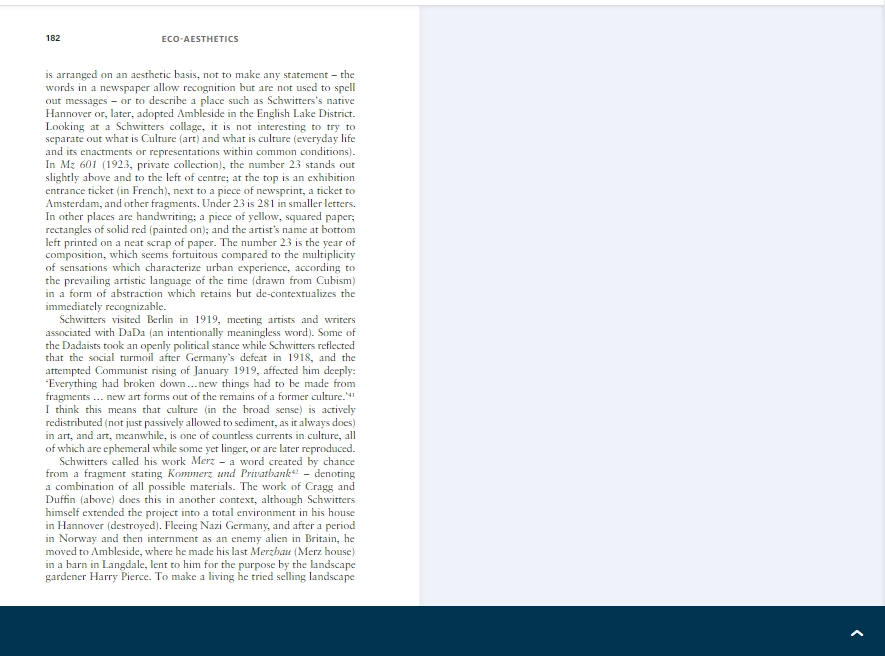 182
ECO-AESTHETICS
is arranged on an aesthetic basis, not to make any statement – the
words in a newspaper allow recognition but are not used to spell
out messages – or to describe a place such as Schwitters's native
Hannover or, later, adopted Ambleside in the English Lake District.
Looking at a Schwitters collage, it is not interesting to try to
separate out what is Culture (art) and what is culture (everyday life
and its enactments or representations within common conditions).
In Mz 601 (1923, private collection), the number 23 stands out
slightly above and to the left of centre; at the top is an exhibition
entrance ticket (in French), next to a piece of newsprint, a ticket to
Amsterdam, and other fragments. Under 23 is 281 in smaller letters.
In other places are handwriting; a piece of yellow, squared paper;
rectangles of solid red (painted on); and the artist's name at bottom
left printed on a neat scrap of paper. The number 23 is the year of
composition, which seems fortuitous compared to the multiplicity
of sensations which characterize urban experience, according to
the prevailing artistic language of the time (drawn from Cubism)
in a form of abstraction which retains but de-contextualizes the
immediately recognizable.
Schwitters visited Berlin in 1919, meeting artists and writers
associated with DaDa (an intentionally meaningless word). Some of
the Dadaists took an openly political stance while Schwitters reflected
that the social turmoil after Germany's defeat in 1918, and the
attempted Communist rising of January 1919, affected him deeply:
'Everything had broken down ... new things had to be made from
fragments ... new art forms out of the remains of a former culture.'41
I think this means that culture (in the broad sense) is actively
redistributed (not just passively allowed to sediment, as it always does)
in art, and art, meanwhile, is one of countless currents in culture, all
of which are ephemeral while some yet linger, or are later reproduced.
Schwitters called his work Merz – a word created by chance
from a fragment stating Kommerz und Privatbank42 – denoting
a combination of all possible materials. The work of Cragg and
Duffin (above) does this in another context, although Schwitters
himself extended the project into a total environment in his house
in Hannover (destroyed). Fleeing Nazi Germany, and after a period
in Norway and then internment as an enemy alien in Britain, he
moved to Ambleside, where he made his last Merzbau (Merz house)
in a barn in Langdale, lent to him for the purpose by the landscape
gardener Harry Pierce. To make a living he tried selling landscape